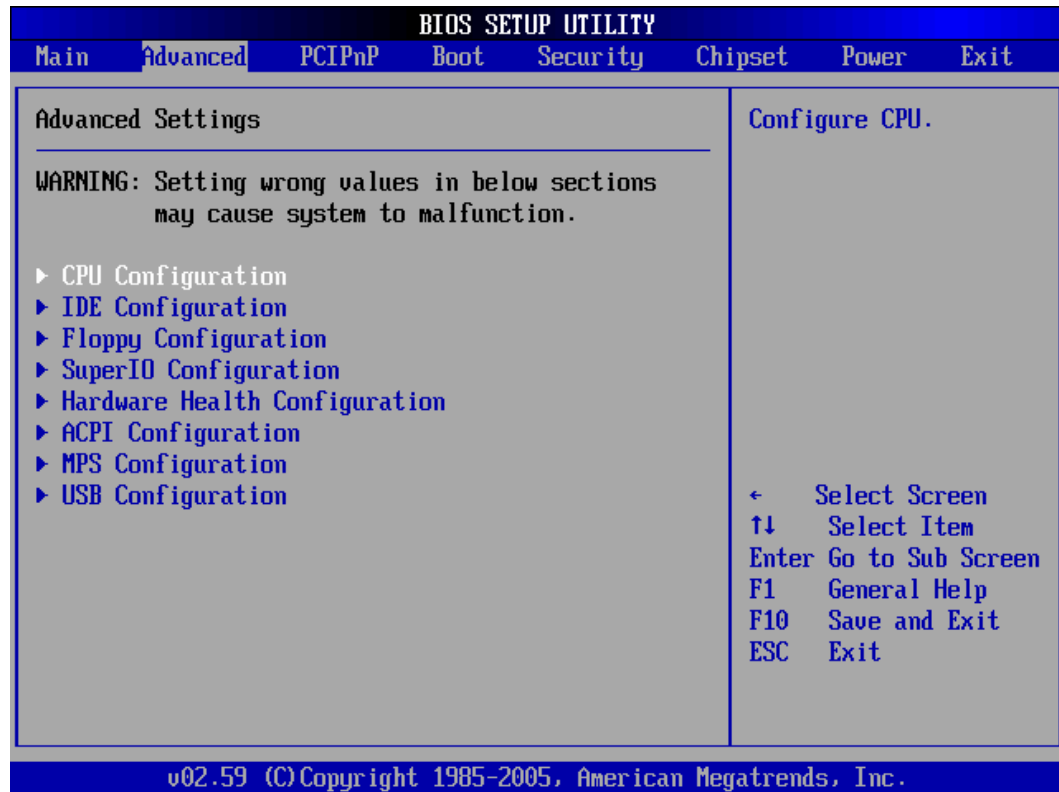 BIOS SETUP UTILITY
Main Advanced PCIPnP Boot Security Chipset Power Exit
Advanced Settings
WARNING: Setting wrong values in below sections
may cause system to malfunction.
▶ CPU Configuration
▶ IDE Configuration
▶ Floppy Configuration
▶ SuperIO Configuration
▶ Hardware Health Configuration
▶ ACPI Configuration
▶ MPS Configuration
▶ USB Configuration
Configure CPU.
← Select Screen
↑↓ Select Item
Enter Go to Sub Screen
F1 General Help
F10 Save and Exit
ESC Exit
v02.59 (C)Copyright 1985-2005, American Megatrends, Inc.